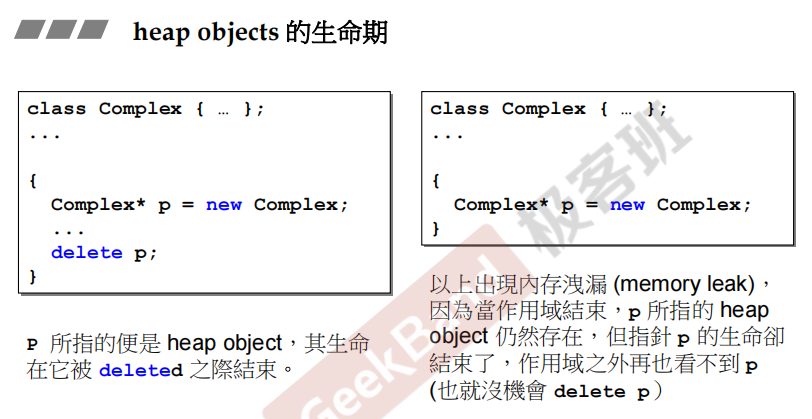 heap objects 的生命期
class Complex { … };
...
{
Complex* p = new Complex;
...
delete p;
}
P 所指的便是 heap object，其生命
在它被 deleted 之際結束。
class Complex { … };
...
{
Complex* p = new Complex;
}
以上出現內存洩漏 (memory leak)，
因為當作用域結束，p 所指的 heap
object 仍然存在，但指針 p 的生命卻
結束了，作用域之外再也看不到 p
(也就沒機會 delete p）
GeekBand 极客班